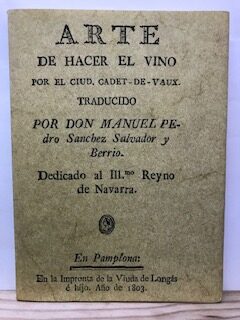 ARTE
DE HACER EL VINO
POR EL CIUD. CADET-DE-VAUX.
TRADUCIDO
POR DON MANUEL PE-
dro Sanchez Salvador y
Berrio.
Dedicado al Ill.mo Reyno
de Navarra.
En Pamplona:
En la Imprenta de la Viuda de Longás
é hijo. Año de 1803.